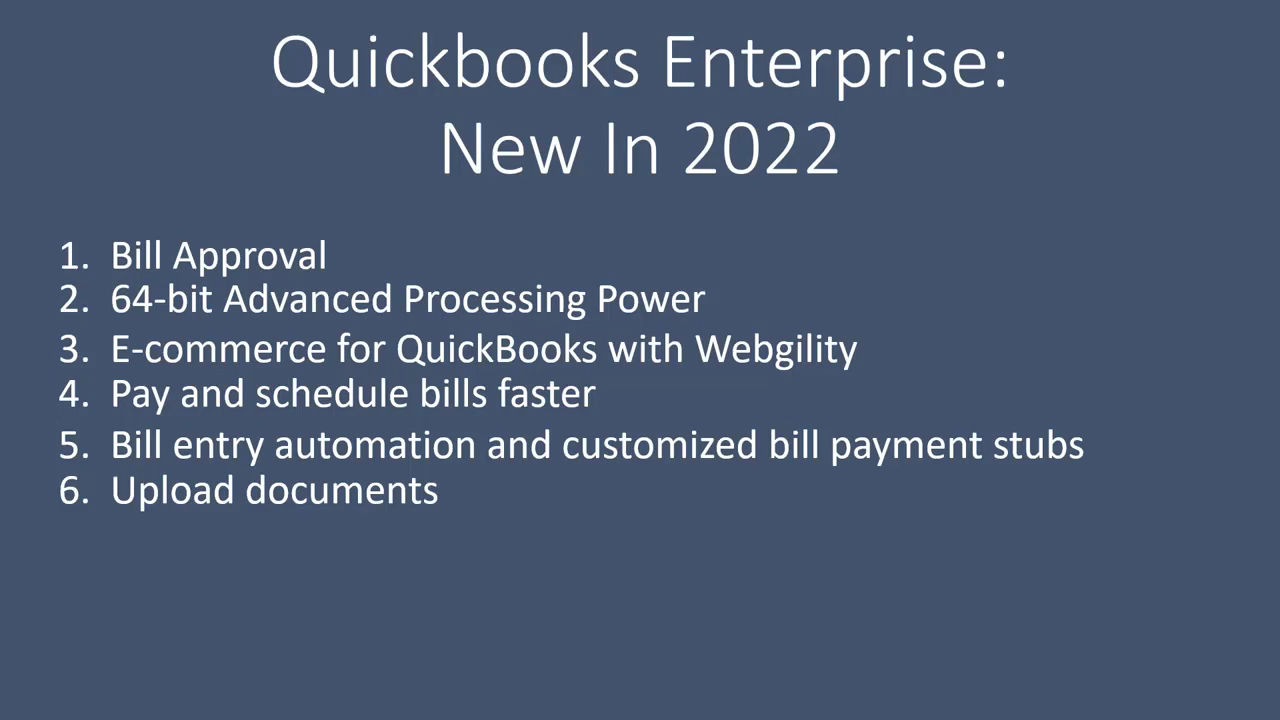 Quickbooks Enterprise:
New In 2022
1. Bill Approval
2. 64-bit Advanced Processing Power
3. E-commerce for QuickBooks with Webgility
4. Pay and schedule bills faster
5. Bill entry automation and customized bill payment stubs
6. Upload documents